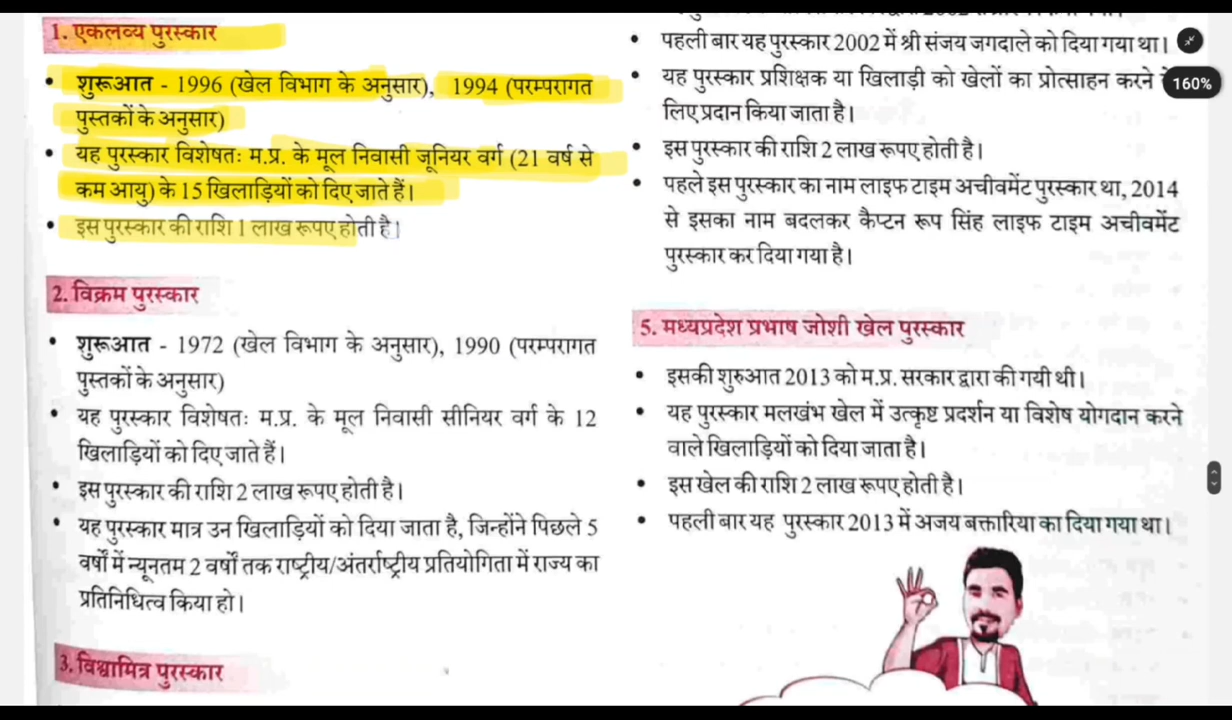 1. एकलव्य पुरस्कार
• शुरूआत - 1996 (खेल विभाग के अनुसार), 1994 (परम्परागत
पुस्तकों के अनुसार)
• यह पुरस्कार विशेषतः म.प्र. के मूल निवासी जूनियर वर्ग (21 वर्ष से
कम आयु) के 15 खिलाड़ियों को दिए जाते हैं।
• इस पुरस्कार की राशि 1 लाख रूपए होती है।
2. विक्रम पुरस्कार
• शुरूआत - 1972 (खेल विभाग के अनुसार), 1990 (परम्परागत
पुस्तकों के अनुसार)
• यह पुरस्कार विशेषतः म.प्र. के मूल निवासी सीनियर वर्ग के 12
खिलाड़ियों को दिए जाते हैं।
• इस पुरस्कार की राशि 2 लाख रूपए होती है।
• यह पुरस्कार मात्र उन खिलाड़ियों को दिया जाता है, जिन्होंने पिछले 5
वर्षों में न्यूनतम 2 वर्षों तक राष्ट्रीय/अंतर्राष्ट्रीय प्रतियोगिता में राज्य का
प्रतिनिधित्व किया हो।
3. विश्वामित्र पुरस्कार
• पहली बार यह पुरस्कार 2002 में श्री संजय जगदाले को दिया गया था।
• यह पुरस्कार प्रशिक्षक या खिलाड़ी को खेलों का प्रोत्साहन करने
लिए प्रदान किया जाता है।
• इस पुरस्कार की राशि 2 लाख रूपए होती है।
• पहले इस पुरस्कार का नाम लाइफ टाइम अचीवमेंट पुरस्कार था, 2014
से इसका नाम बदलकर कैप्टन रूप सिंह लाइफ टाइम अचीवमेंट
पुरस्कार कर दिया गया है।
5. मध्यप्रदेश प्रभाष जोशी खेल पुरस्कार
• इसकी शुरुआत 2013 को म.प्र. सरकार द्वारा की गयी थी।
• यह पुरस्कार मलखंभ खेल में उत्कृष्ट प्रदर्शन या विशेष योगदान करने
वाले खिलाड़ियों को दिया जाता है।
• इस खेल की राशि 2 लाख रूपए होती है।
• पहली बार यह पुरस्कार 2013 में अजय बक्तारिया का दिया गया था।
160%